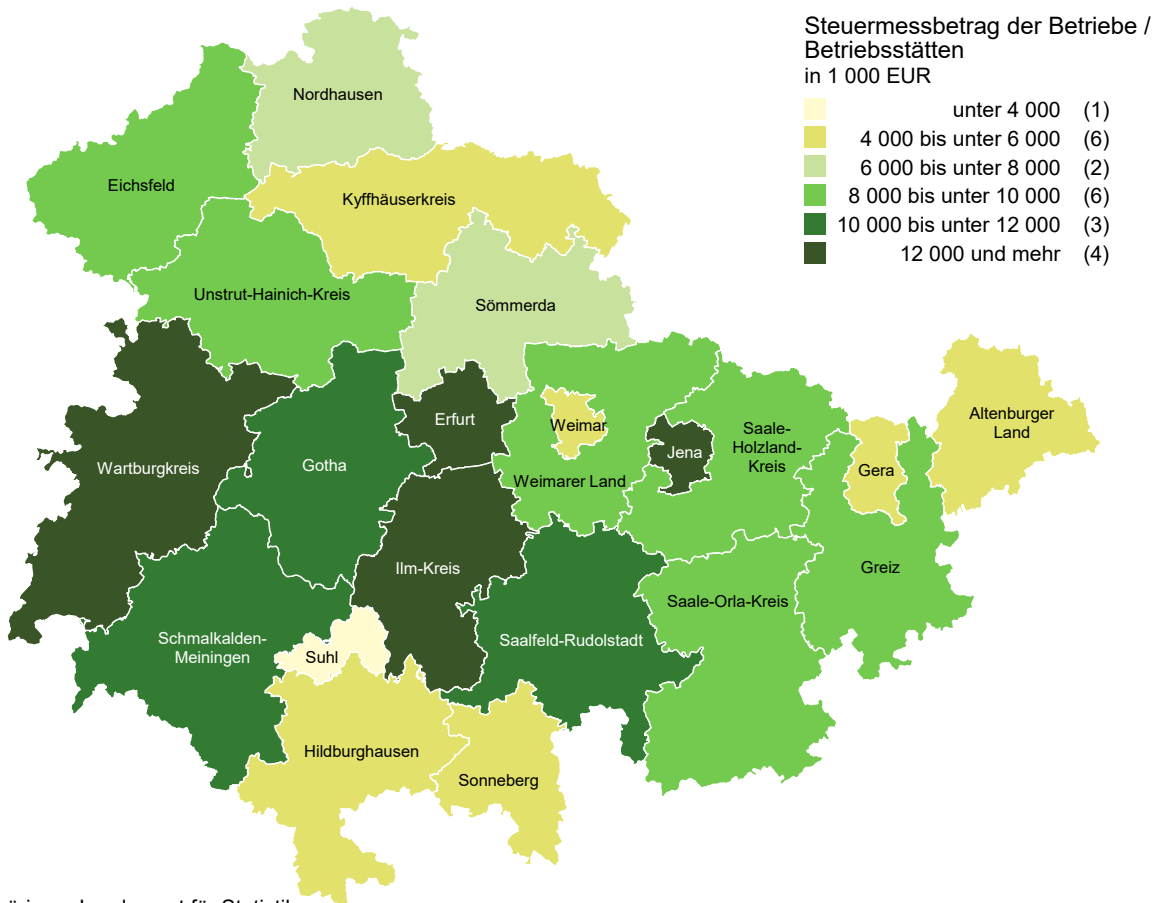 Steuermessbetrag der Betriebe /
Betriebsstätten
in 1 000 EUR
unter 4 000 (1)
4 000 bis unter 6 000 (6)
6 000 bis unter 8 000 (2)
8 000 bis unter 10 000 (6)
10 000 bis unter 12 000 (3)
12 000 und mehr (4)
Nordhausen
Eichsfeld
Kyffhäuserkreis
Unstrut-Hainich-Kreis
Sömmerda
Altenburger
Land
Erfurt
Weimar
Saale-
Holzland-
Kreis
Jena
Wartburgkreis
Gotha
Gera
Weimarer Land
Ilm-Kreis
Greiz
Saale-Orla-Kreis
Schmalkalden-
Meiningen
Saalfeld-Rudolstadt
Suhl
Hildburghausen
Sonneberg